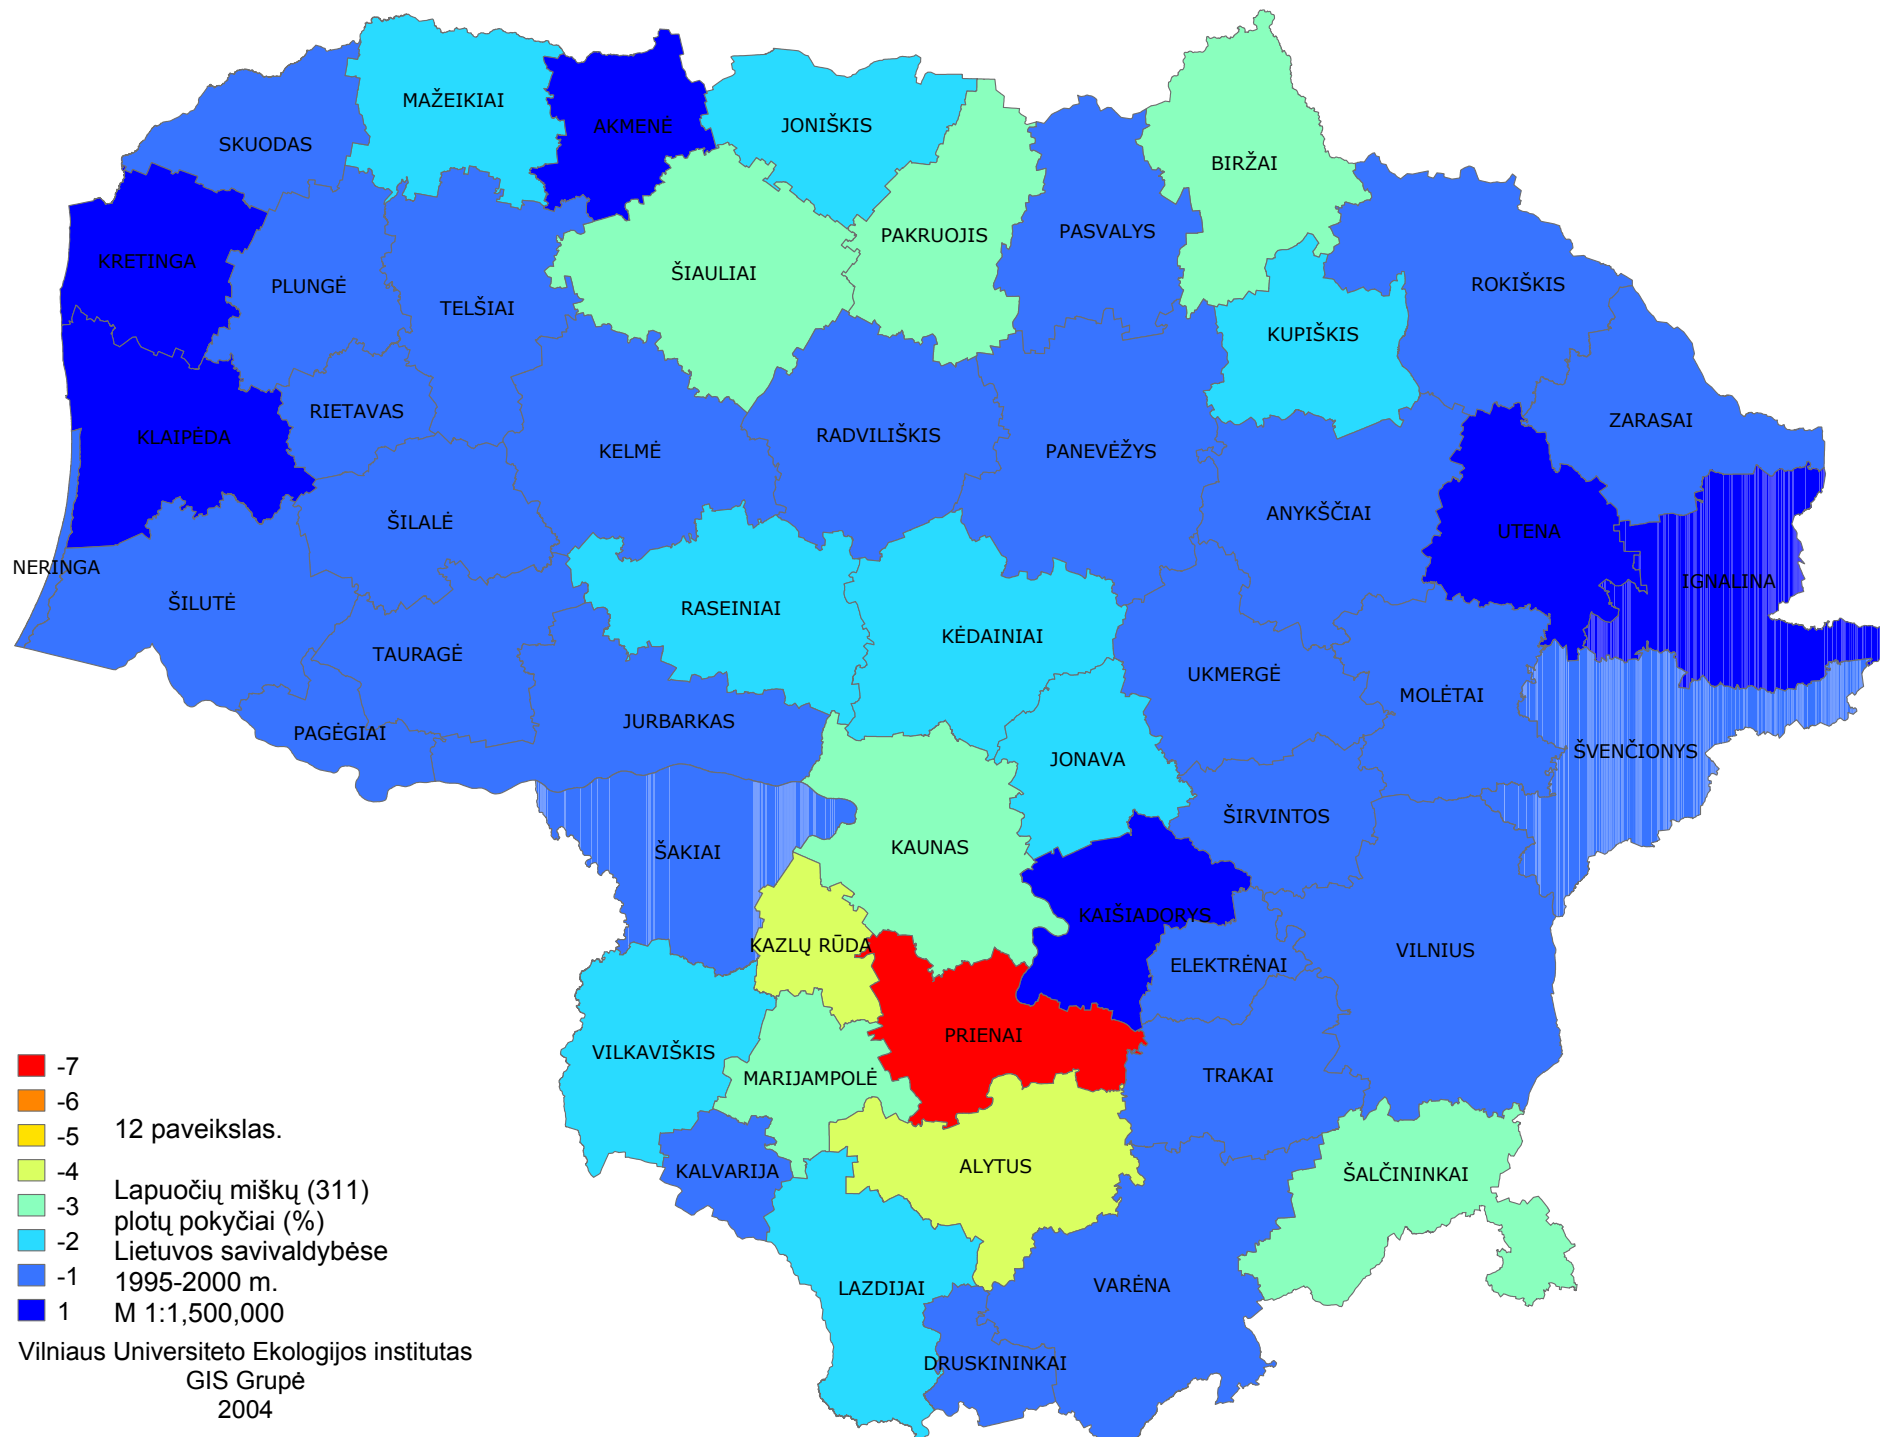 MAŽEIKIAI
AKMENĖ
JONIŠKIS
SKUODAS
BIRŽAI
PASVALYS
PAKRUOJIS
KRETINGA
ŠIAULIAI
PLUNGĖ
ROKIŠKIS
TELŠIAI
KUPIŠKIS
RIETAVAS
ZARASAI
KLAIPĖDA
RADVILIŠKIS
KELMĖ
PANEVĖŽYS
ŠILALĖ
ANYKŠČIAI
UTENA
NERINGA
IGNALINA
ŠILUTĖ
RASEINIAI
KĖDAINIAI
TAURAGĖ
UKMERGĖ
MOLĖTAI
JURBARKAS
PAGĖGIAI
ŠVENČIONYS
JONAVA
ŠIRVINTOS
KAUNAS
ŠAKIAI
KAIŠIADORYS
KAZLŲ RŪDA
VILNIUS
ELEKTRĖNAI
PRIENAI
VILKAVIŠKIS
TRAKAI
MARIJAMPOLĖ
ALYTUS
KALVARIJA
ŠALČININKAI
VARĖNA
LAZDIJAI
DRUSKININKAI
-7
-6
-5
-4
-3
-2
-1
1
12 paveikslas.
Lapuočių miškų (311)
plotų pokyčiai (%)
Lietuvos savivaldybėse
1995-2000 m.
M 1:1,500,000
Vilniaus Universiteto Ekologijos institutas
GIS Grupė
2004